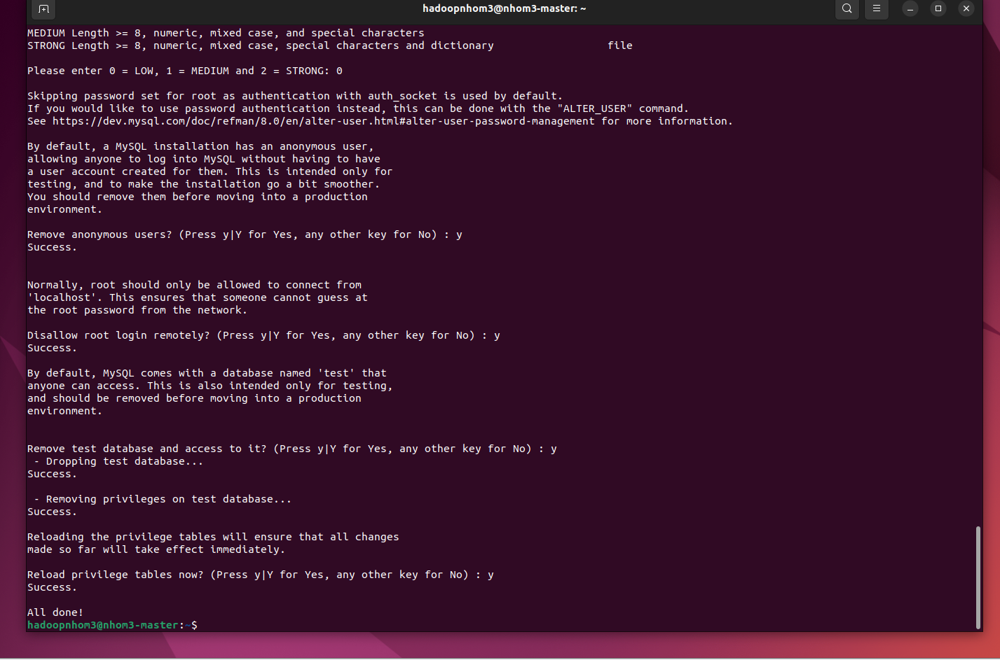 hadoopnhom3@nhom3-master: ~
MEDIUM Length >= 8, numeric, mixed case, and special characters
STRONG Length >= 8, numeric, mixed case, special characters and dictionary                  file
Please enter 0 = LOW, 1 = MEDIUM and 2 = STRONG: 0
Skipping password set for root as authentication with auth_socket is used by default.
If you would like to use password authentication instead, this can be done with the "ALTER_USER" command.
See https://dev.mysql.com/doc/refman/8.0/en/alter-user.html#alter-user-password-management for more information.
By default, a MySQL installation has an anonymous user,
allowing anyone to log into MySQL without having to have
a user account created for them. This is intended only for
testing, and to make the installation go a bit smoother.
You should remove them before moving into a production
environment.
Remove anonymous users? (Press y|Y for Yes, any other key for No) : y
Success.
Normally, root should only be allowed to connect from
'localhost'. This ensures that someone cannot guess at
the root password from the network.
Disallow root login remotely? (Press y|Y for Yes, any other key for No) : y
Success.
By default, MySQL comes with a database named 'test' that
anyone can access. This is also intended only for testing,
and should be removed before moving into a production
environment.
Remove test database and access to it? (Press y|Y for Yes, any other key for No) : y
 - Dropping test database...
Success.
 - Removing privileges on test database...
Success.
Reloading the privilege tables will ensure that all changes
made so far will take effect immediately.
Reload privilege tables now? (Press y|Y for Yes, any other key for No) : y
Success.
All done!
hadoopnhom3@nhom3-master:~$